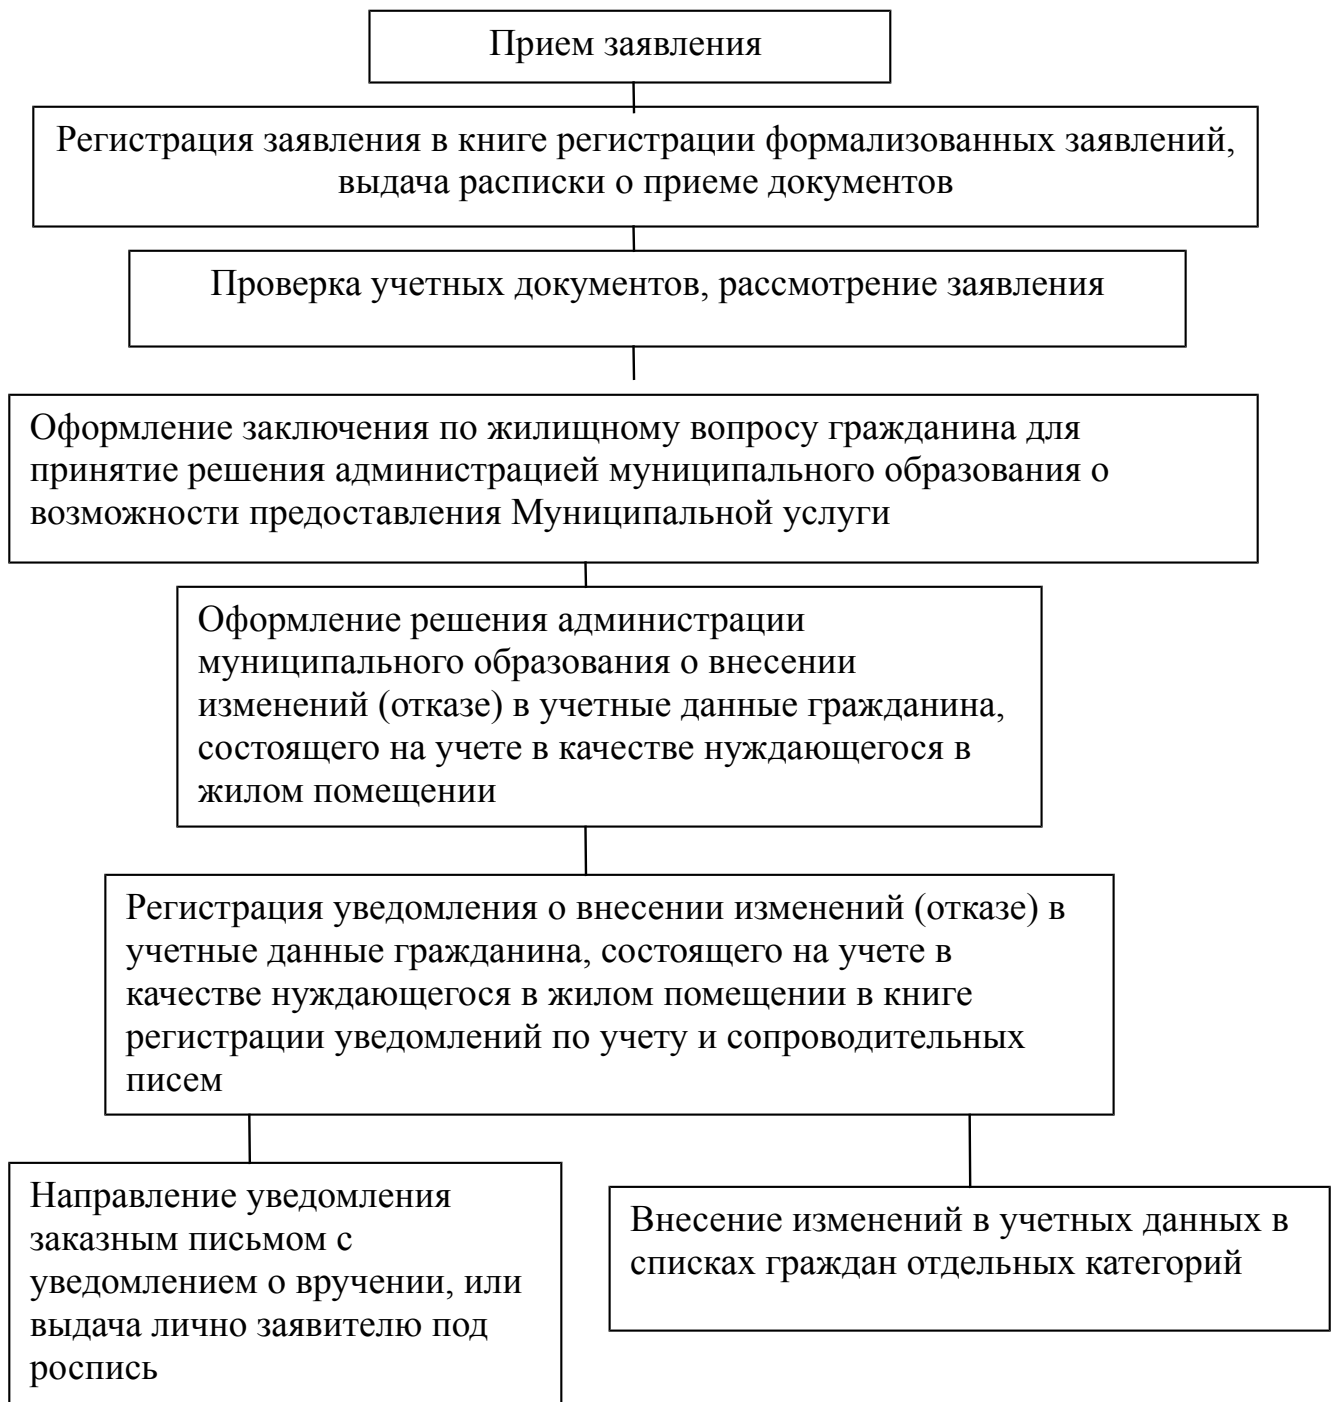 Прием заявления
Регистрация заявления в книге регистрации формализованных заявлений,
выдача расписки о приеме документов
Проверка учетных документов, рассмотрение заявления
Оформление заключения по жилищному вопросу гражданина для
принятие решения администрацией муниципального образования о
возможности предоставления Муниципальной услуги
Оформление решения администрации
муниципального образования о внесении
изменений (отказе) в учетные данные гражданина,
состоящего на учете в качестве нуждающегося в
жилом помещении
Регистрация уведомления о внесении изменений (отказе) в
учетные данные гражданина, состоящего на учете в
качестве нуждающегося в жилом помещении в книге
регистрации уведомлений по учету и сопроводительных
писем
Направление уведомления
заказным письмом с
уведомлением о вручении, или
выдача лично заявителю под
роспись
Внесение изменений в учетных данных в
списках граждан отдельных категорий